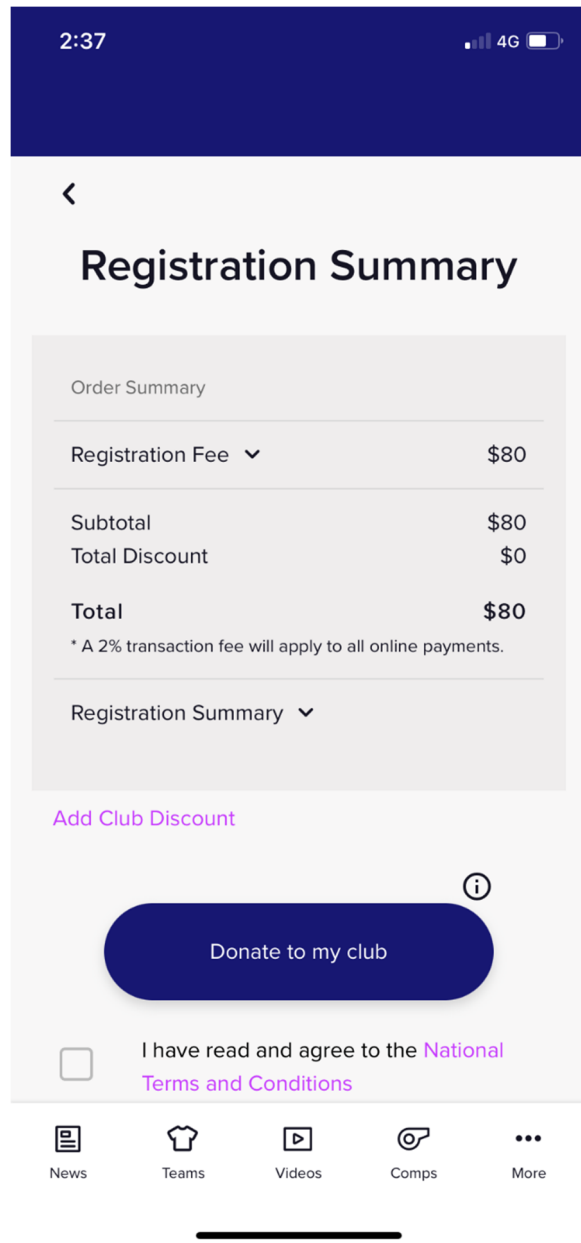 2:37 4G
Registration Summary
Order Summary
Registration Fee $80
Subtotal $80
Total Discount $0
Total $80
* A 2% transaction fee will apply to all online payments.
Registration Summary
Add Club Discount
Donate to my club
I have read and agree to the National
Terms and Conditions
News Teams Videos Comps More